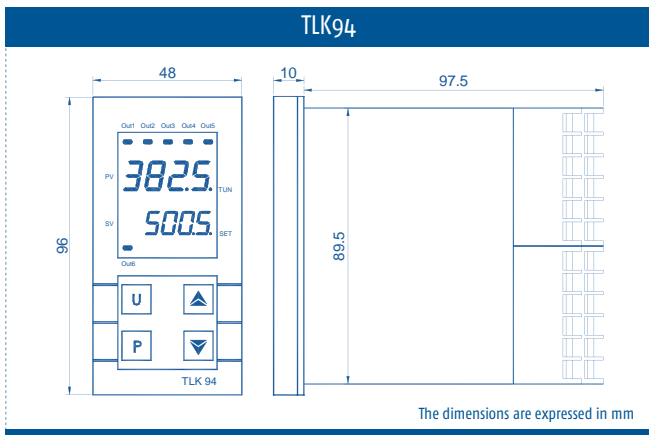 TLK94
48
10
97.5
Out1 Out2 Out3 Out4 Out5
PV 382.5. TUN
SV 500.5. SET
Out6
96
89.5
U
P
TLK 94
The dimensions are expressed in mm